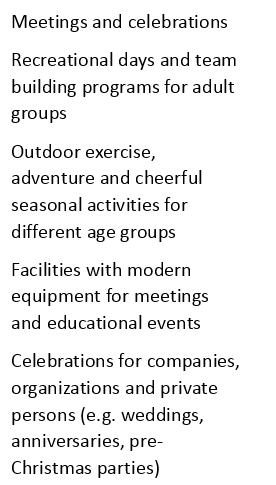 Meetings and celebrations
Recreational days and team
building programs for adult
groups
Outdoor exercise,
adventure and cheerful
seasonal activities for
different age groups
Facilities with modern
equipment for meetings
and educational events
Celebrations for companies,
organizations and private
persons (e.g. weddings,
anniversaries, pre-
Christmas parties)